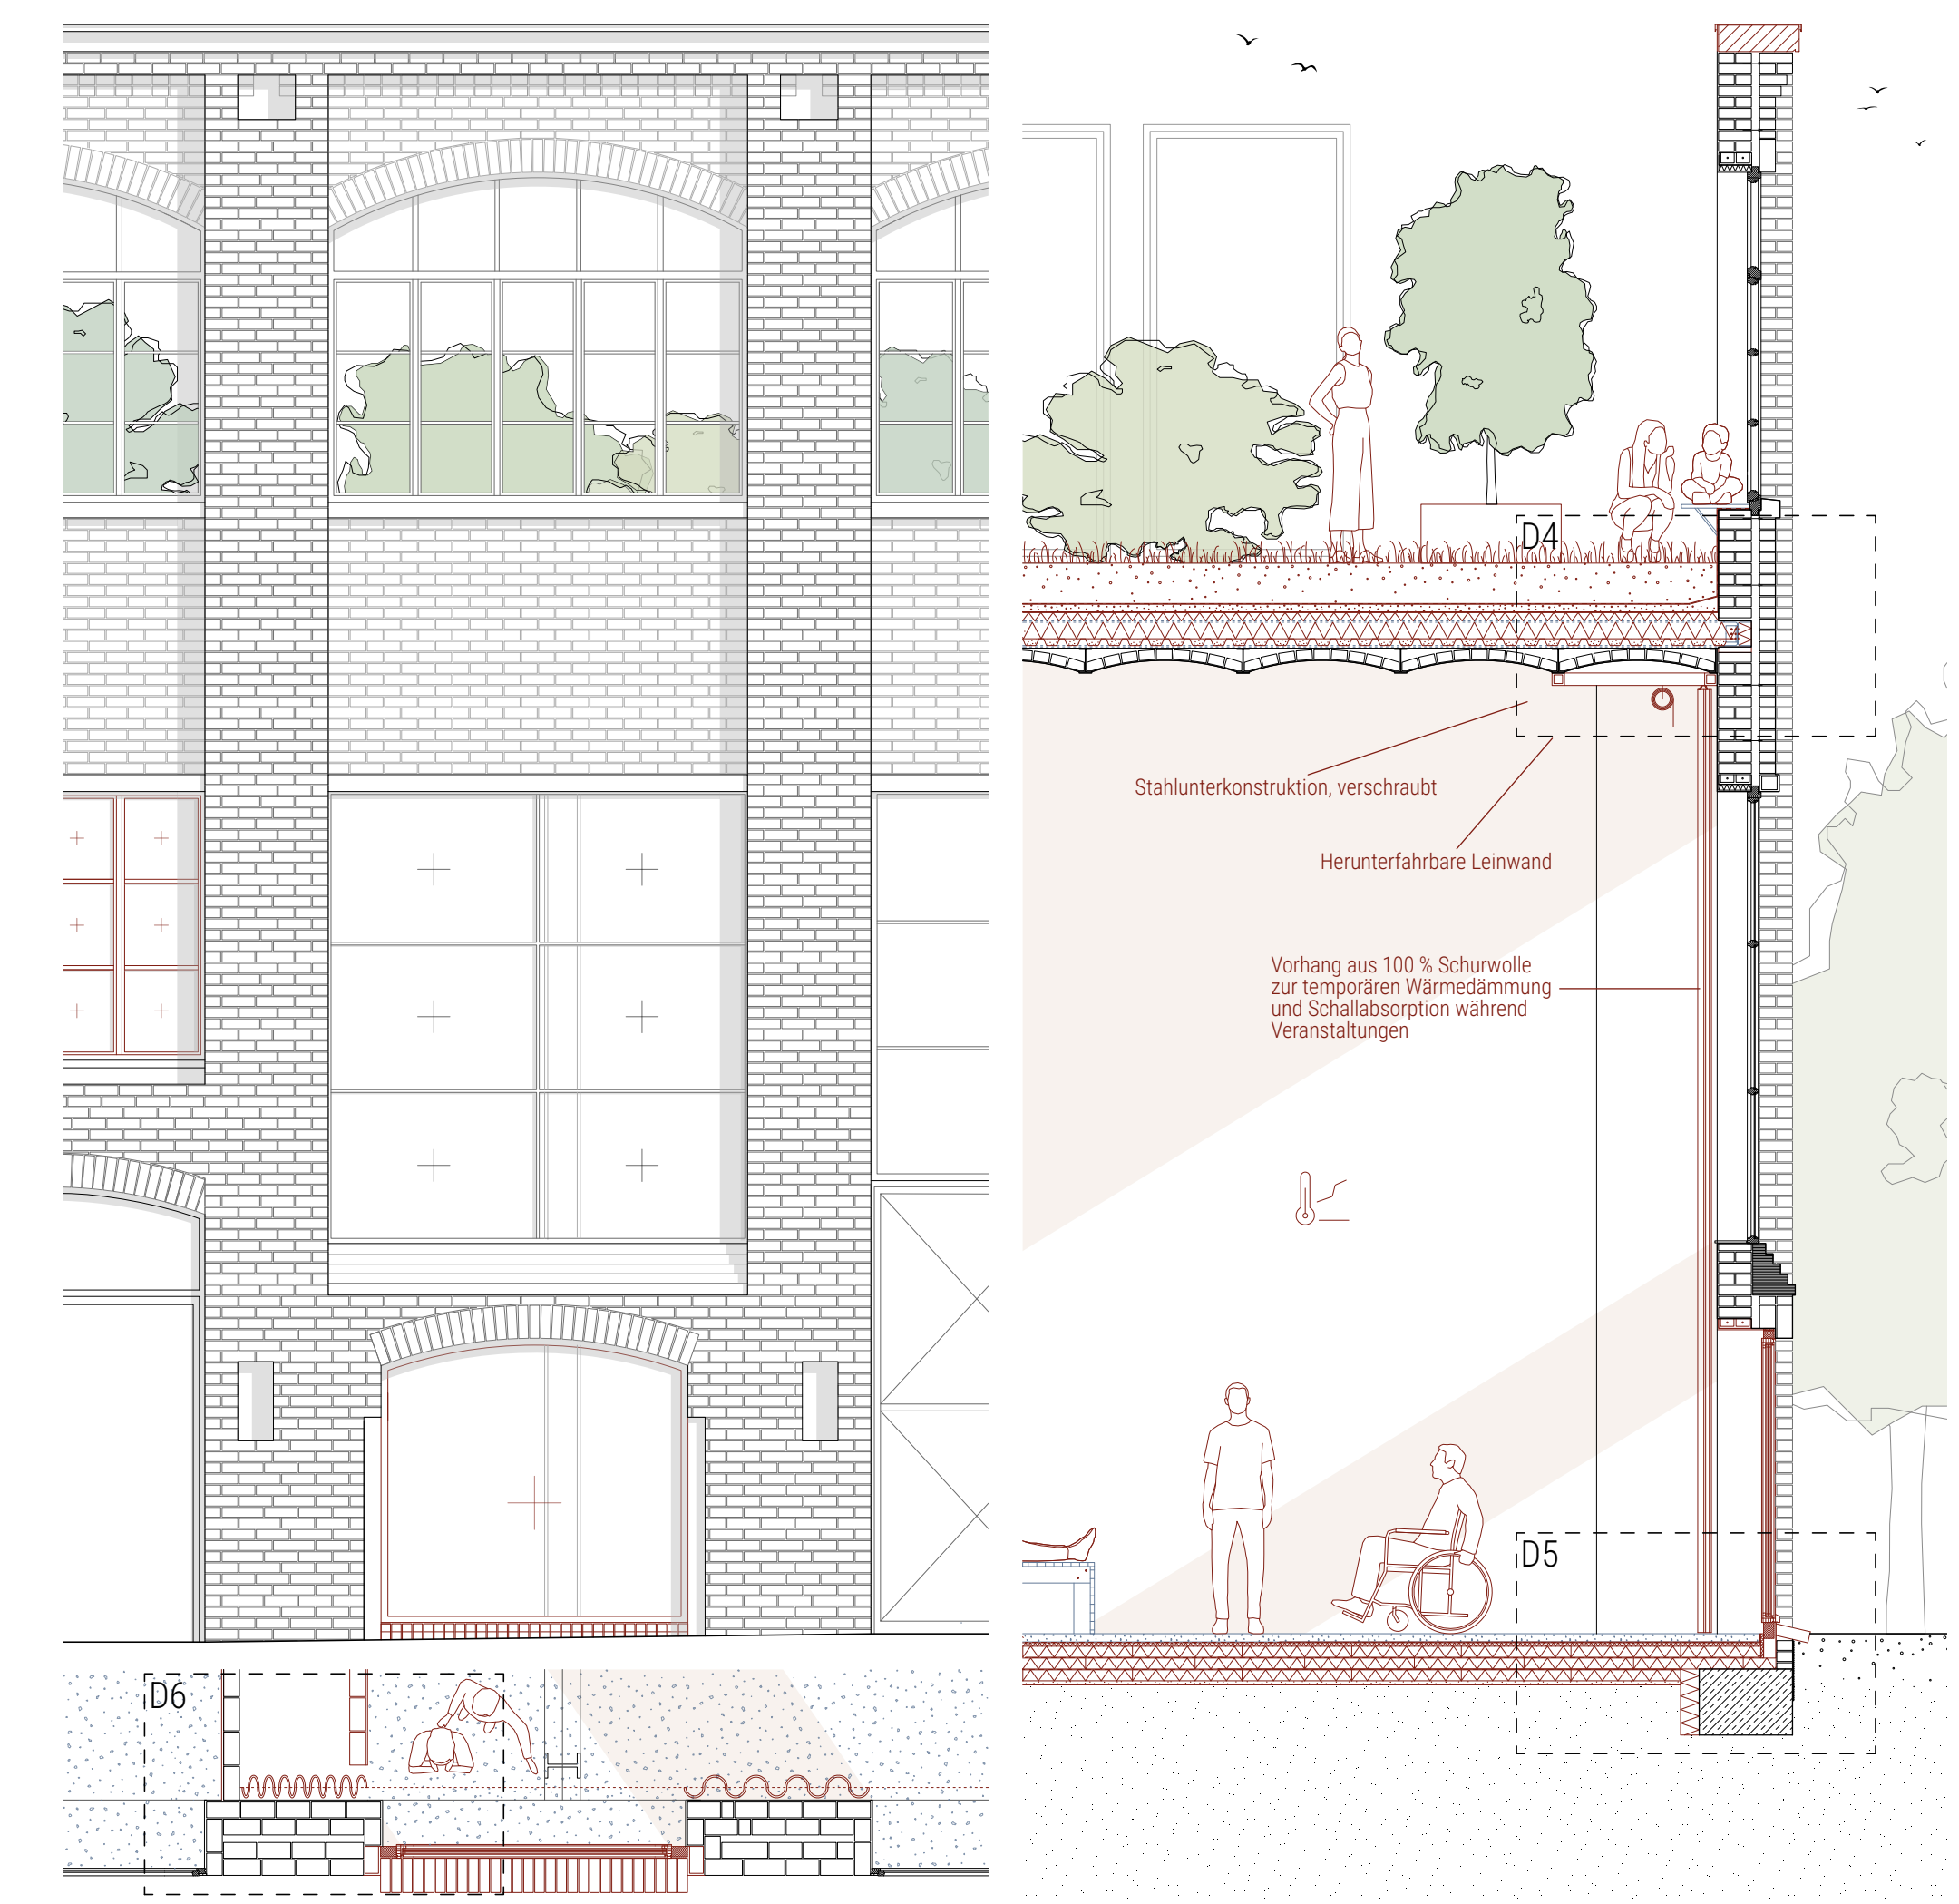 D4
Stahlunterkonstruktion, verschraubt
Herunterfahrbare Leinwand
Vorhang aus 100 % Schurwolle
zur temporären Wärmedämmung
und Schallabsorption während
Veranstaltungen
D5
D6